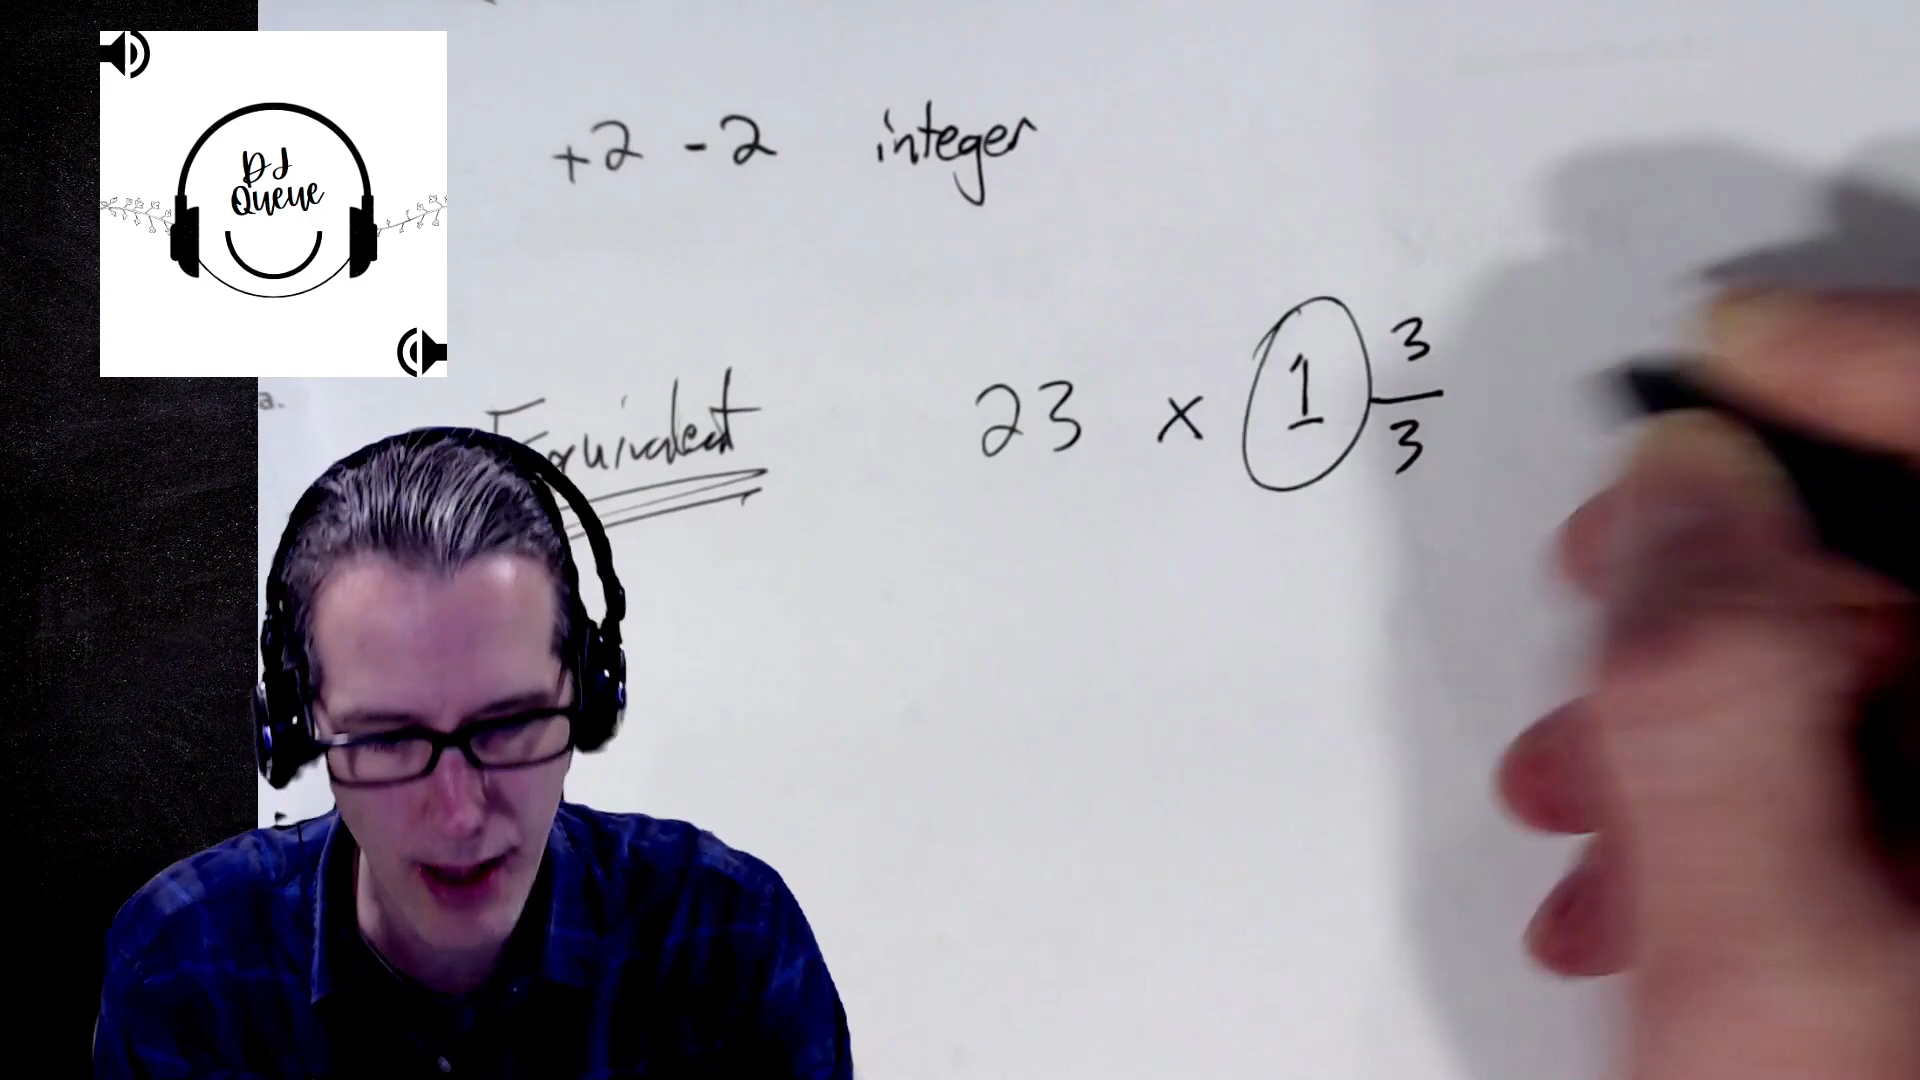 DJ
Queue
+2 -2 integer
a.
Equivalent
23 × 1 3/3